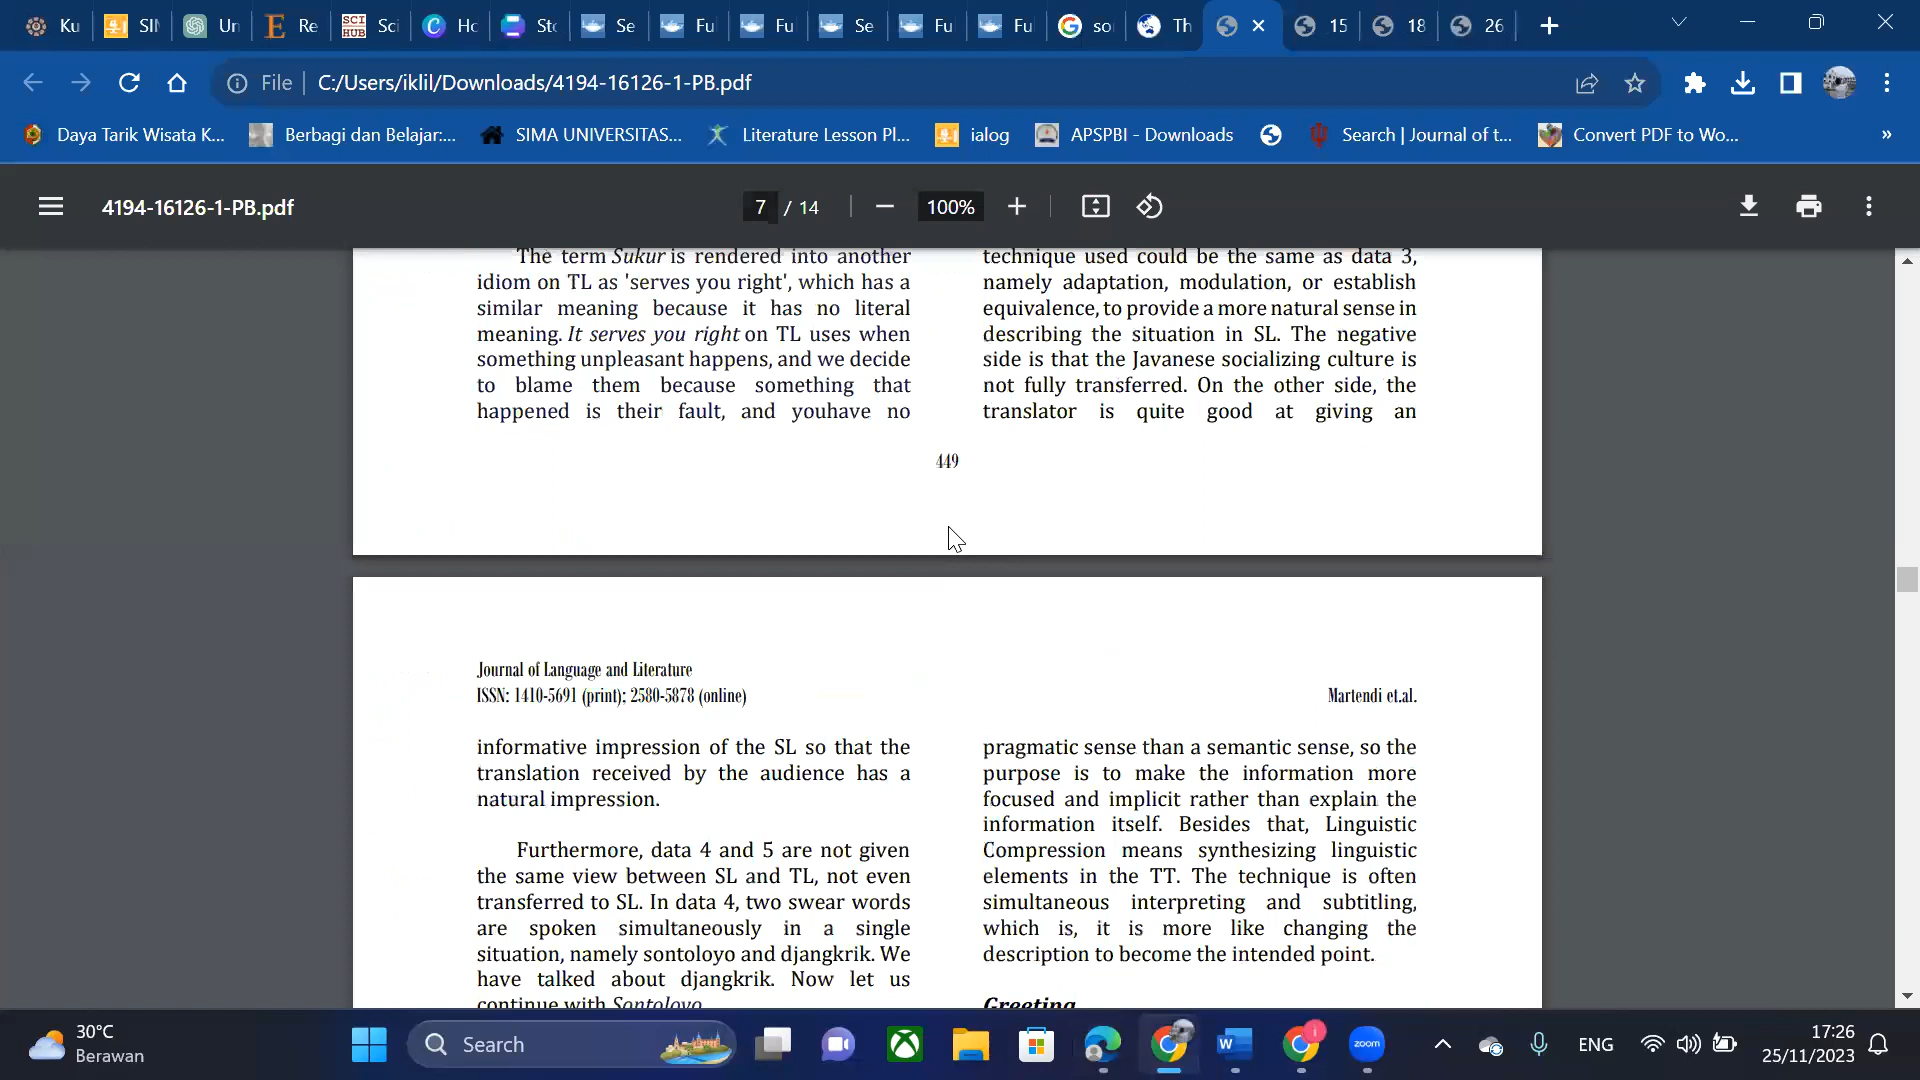 Ku
SIN
Un
Re
SCI
HUB
Sci
Ho
Sto
Se
Fu
Fu
Se
Fu
Fu
so
Th
15
18
26
File
C:/Users/iklil/Downloads/4194-16126-1-PB.pdf
Daya Tarik Wisata K...
Berbagi dan Belajar:...
SIMA UNIVERSITAS...
Literature Lesson Pl...
ialog
APSPBI - Downloads
Search | Journal of t...
Convert PDF to Wo...
»
4194-16126-1-PB.pdf
7 / 14
100%
The term Sukur is rendered into another
idiom on TL as 'serves you right', which has a
similar meaning because it has no literal
meaning. It serves you right on TL uses when
something unpleasant happens, and we decide
to blame them because something that
happened is their fault, and youhave no
technique used could be the same as data 3,
namely adaptation, modulation, or establish
equivalence, to provide a more natural sense in
describing the situation in SL. The negative
side is that the Javanese socializing culture is
not fully transferred. On the other side, the
translator is quite good at giving an
449
Journal of Language and Literature
ISSN: 1410-5691 (print); 2580-5878 (online)
Martendi et.al.
informative impression of the SL so that the
translation received by the audience has a
natural impression.
Furthermore, data 4 and 5 are not given
the same view between SL and TL, not even
transferred to SL. In data 4, two swear words
are spoken simultaneously in a single
situation, namely sontoloyo and djangkrik. We
have talked about djangkrik. Now let us
continue with Sontoloyo
pragmatic sense than a semantic sense, so the
purpose is to make the information more
focused and implicit rather than explain the
information itself. Besides that, Linguistic
Compression means synthesizing linguistic
elements in the TT. The technique is often
simultaneous interpreting and subtitling,
which is, it is more like changing the
description to become the intended point.
Greeting
30°C
Berawan
Search
zoom
ENG
17:26
25/11/2023